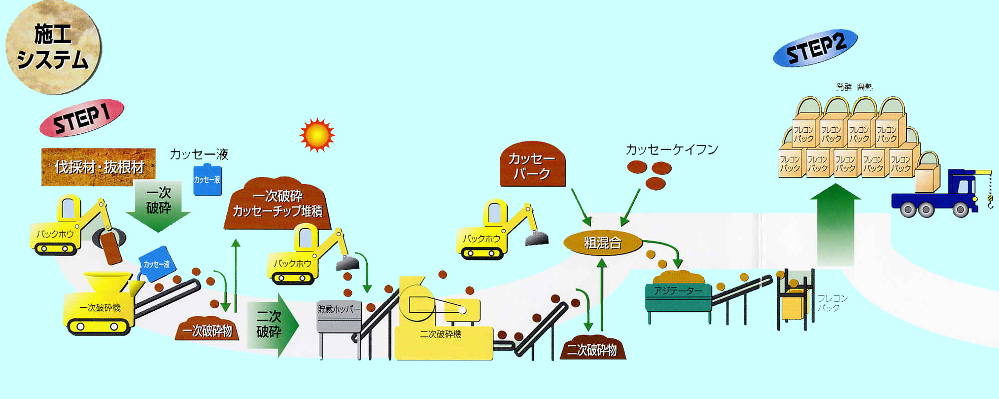 施工
システム
STEP1
伐採材・抜根材
カッセー液
カッセー液
一次
破砕
バックホウ
カッセー液
一次破砕機
一次破砕物
一次破砕
カッセーチップ堆積
バックホウ
二次
破砕
貯蔵ホッパー
二次破砕機
二次破砕物
バックホウ
カッセー
バーク
カッセーケイフン
粗混合
アジテーター
フレコン
パック
STEP2
発酵・腐熟
フレコン
パック
フレコン
パック
フレコン
パック
フレコン
パック
フレコン
パック
フレコン
パック
フレコン
パック
フレコン
パック
フレコン
パック